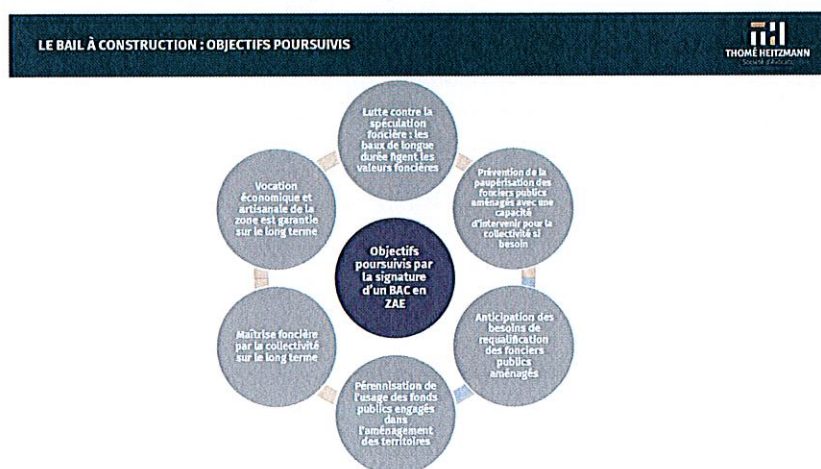 LE BAIL À CONSTRUCTION : OBJECTIFS POURSUIVIS
THOMÉ HEITZMANN
Société d'Avocats
Lutte contre la
spéculation
foncière : les
baux de longue
durée figent les
valeurs foncières
Prévention de la
paupérisation des
fonciers publics
aménagés avec une
capacité
d'intervenir pour la
collectivité si
besoin
Anticipation des
besoins de
requalification
des fonciers
publics
aménagés
Pérennisation de
l'usage des fonds
publics engagés
dans
l'aménagement
des territoires
Maîtrise foncière
par la collectivité
sur le long terme
Vocation
économique et
artisanale de la
zone est garantie
sur le long terme
Objectifs
poursuivis par
la signature
d'un BAC en
ZAE